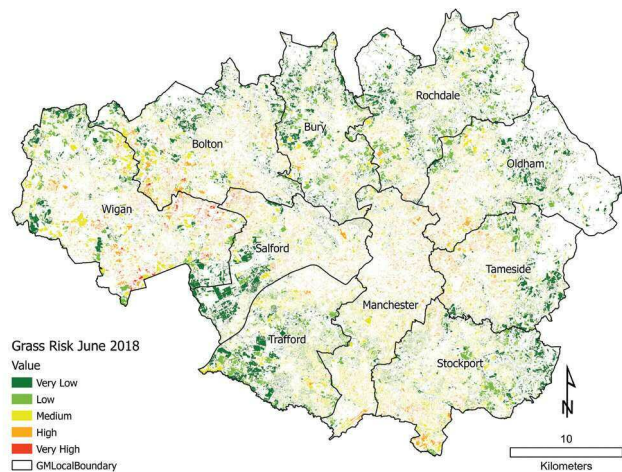 Rochdale
Bury
Bolton
Oldham
Wigan
Salford
Tameside
Manchester
Trafford
Stockport
Grass Risk June 2018
Value
Very Low
Low
Medium
High
Very High
GMLocalBoundary
N
10
Kilometers